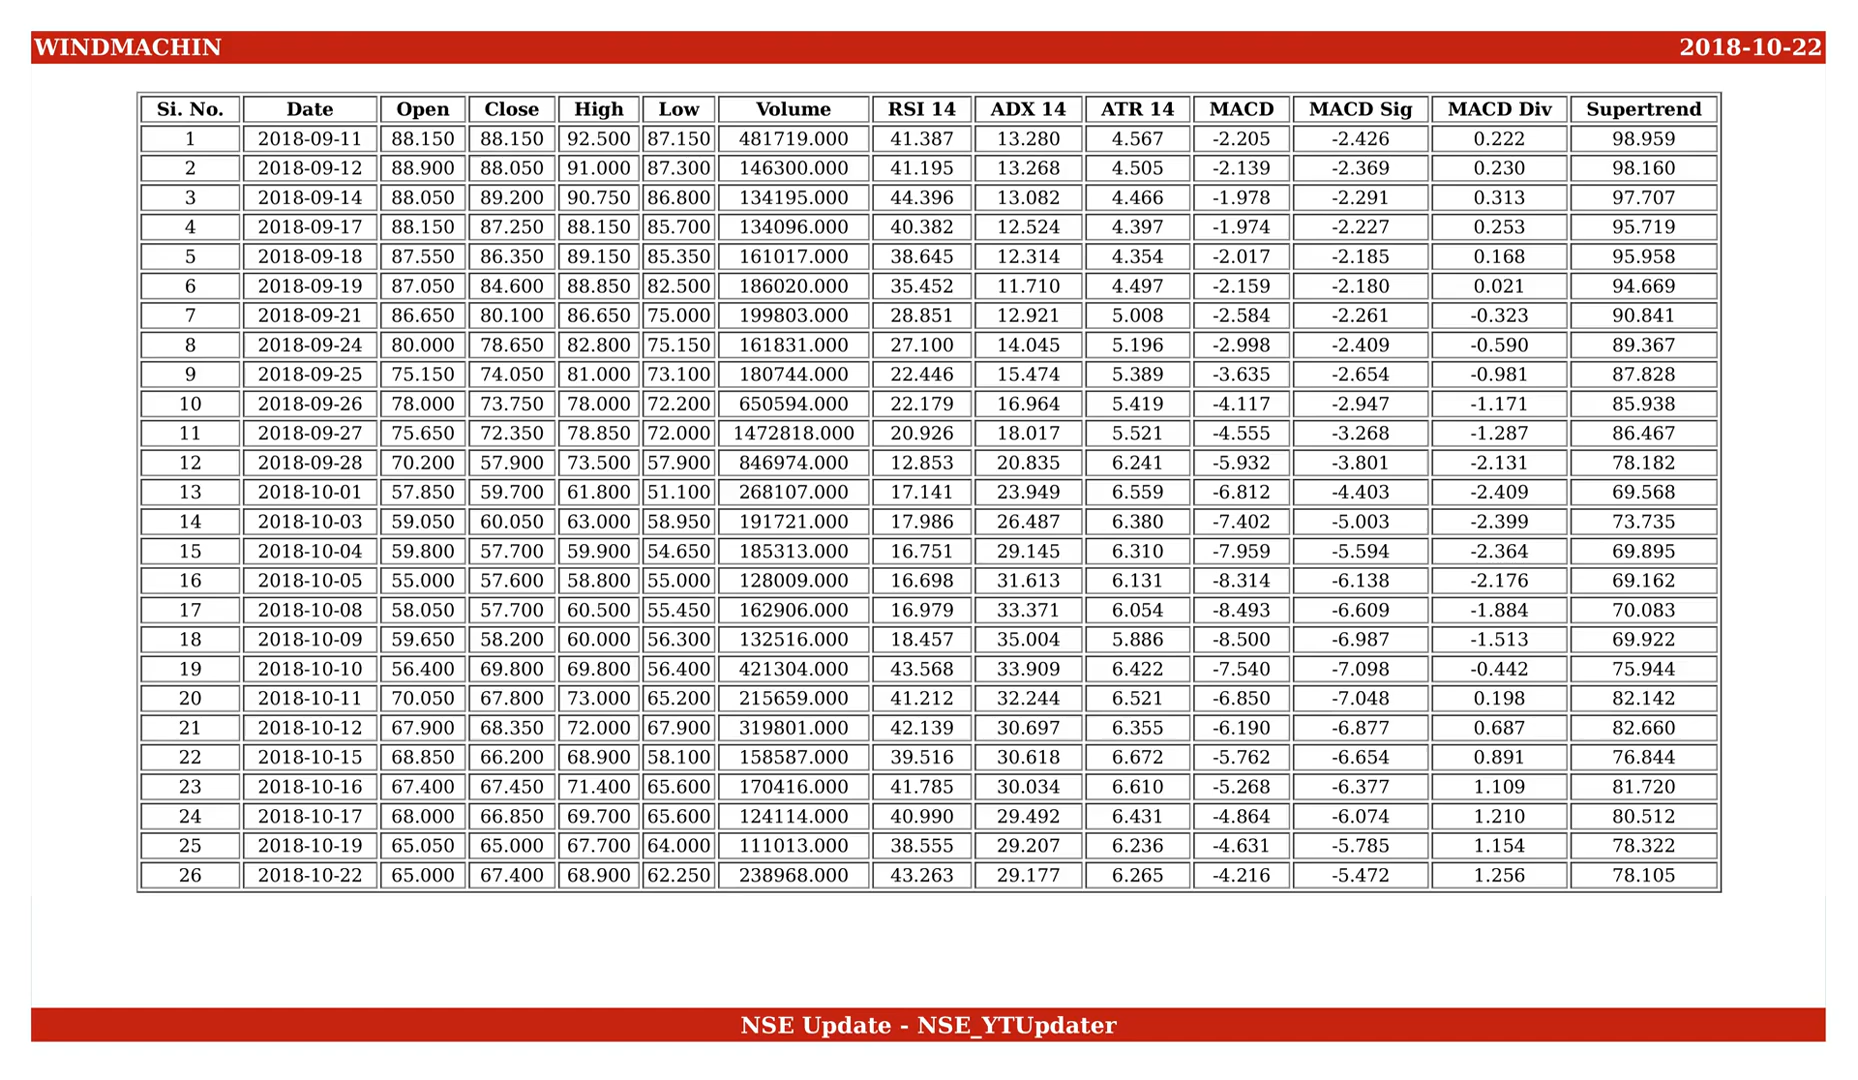 WINDMACHIN 2018-10-22
Si. No. Date Open Close High Low Volume RSI 14 ADX 14 ATR 14 MACD MACD Sig MACD Div Supertrend
1 2018-09-11 88.150 88.150 92.500 87.150 481719.000 41.387 13.280 4.567 -2.205 -2.426 0.222 98.959
2 2018-09-12 88.900 88.050 91.000 87.300 146300.000 41.195 13.268 4.505 -2.139 -2.369 0.230 98.160
3 2018-09-14 88.050 89.200 90.750 86.800 134195.000 44.396 13.082 4.466 -1.978 -2.291 0.313 97.707
4 2018-09-17 88.150 87.250 88.150 85.700 134096.000 40.382 12.524 4.397 -1.974 -2.227 0.253 95.719
5 2018-09-18 87.550 86.350 89.150 85.350 161017.000 38.645 12.314 4.354 -2.017 -2.185 0.168 95.958
6 2018-09-19 87.050 84.600 88.850 82.500 186020.000 35.452 11.710 4.497 -2.159 -2.180 0.021 94.669
7 2018-09-21 86.650 80.100 86.650 75.000 199803.000 28.851 12.921 5.008 -2.584 -2.261 -0.323 90.841
8 2018-09-24 80.000 78.650 82.800 75.150 161831.000 27.100 14.045 5.196 -2.998 -2.409 -0.590 89.367
9 2018-09-25 75.150 74.050 81.000 73.100 180744.000 22.446 15.474 5.389 -3.635 -2.654 -0.981 87.828
10 2018-09-26 78.000 73.750 78.000 72.200 650594.000 22.179 16.964 5.419 -4.117 -2.947 -1.171 85.938
11 2018-09-27 75.650 72.350 78.850 72.000 1472818.000 20.926 18.017 5.521 -4.555 -3.268 -1.287 86.467
12 2018-09-28 70.200 57.900 73.500 57.900 846974.000 12.853 20.835 6.241 -5.932 -3.801 -2.131 78.182
13 2018-10-01 57.850 59.700 61.800 51.100 268107.000 17.141 23.949 6.559 -6.812 -4.403 -2.409 69.568
14 2018-10-03 59.050 60.050 63.000 58.950 191721.000 17.986 26.487 6.380 -7.402 -5.003 -2.399 73.735
15 2018-10-04 59.800 57.700 59.900 54.650 185313.000 16.751 29.145 6.310 -7.959 -5.594 -2.364 69.895
16 2018-10-05 55.000 57.600 58.800 55.000 128009.000 16.698 31.613 6.131 -8.314 -6.138 -2.176 69.162
17 2018-10-08 58.050 57.700 60.500 55.450 162906.000 16.979 33.371 6.054 -8.493 -6.609 -1.884 70.083
18 2018-10-09 59.650 58.200 60.000 56.300 132516.000 18.457 35.004 5.886 -8.500 -6.987 -1.513 69.922
19 2018-10-10 56.400 69.800 69.800 56.400 421304.000 43.568 33.909 6.422 -7.540 -7.098 -0.442 75.944
20 2018-10-11 70.050 67.800 73.000 65.200 215659.000 41.212 32.244 6.521 -6.850 -7.048 0.198 82.142
21 2018-10-12 67.900 68.350 72.000 67.900 319801.000 42.139 30.697 6.355 -6.190 -6.877 0.687 82.660
22 2018-10-15 68.850 66.200 68.900 58.100 158587.000 39.516 30.618 6.672 -5.762 -6.654 0.891 76.844
23 2018-10-16 67.400 67.450 71.400 65.600 170416.000 41.785 30.034 6.610 -5.268 -6.377 1.109 81.720
24 2018-10-17 68.000 66.850 69.700 65.600 124114.000 40.990 29.492 6.431 -4.864 -6.074 1.210 80.512
25 2018-10-19 65.050 65.000 67.700 64.000 111013.000 38.555 29.207 6.236 -4.631 -5.785 1.154 78.322
26 2018-10-22 65.000 67.400 68.900 62.250 238968.000 43.263 29.177 6.265 -4.216 -5.472 1.256 78.105
NSE Update - NSE_YTUpdater